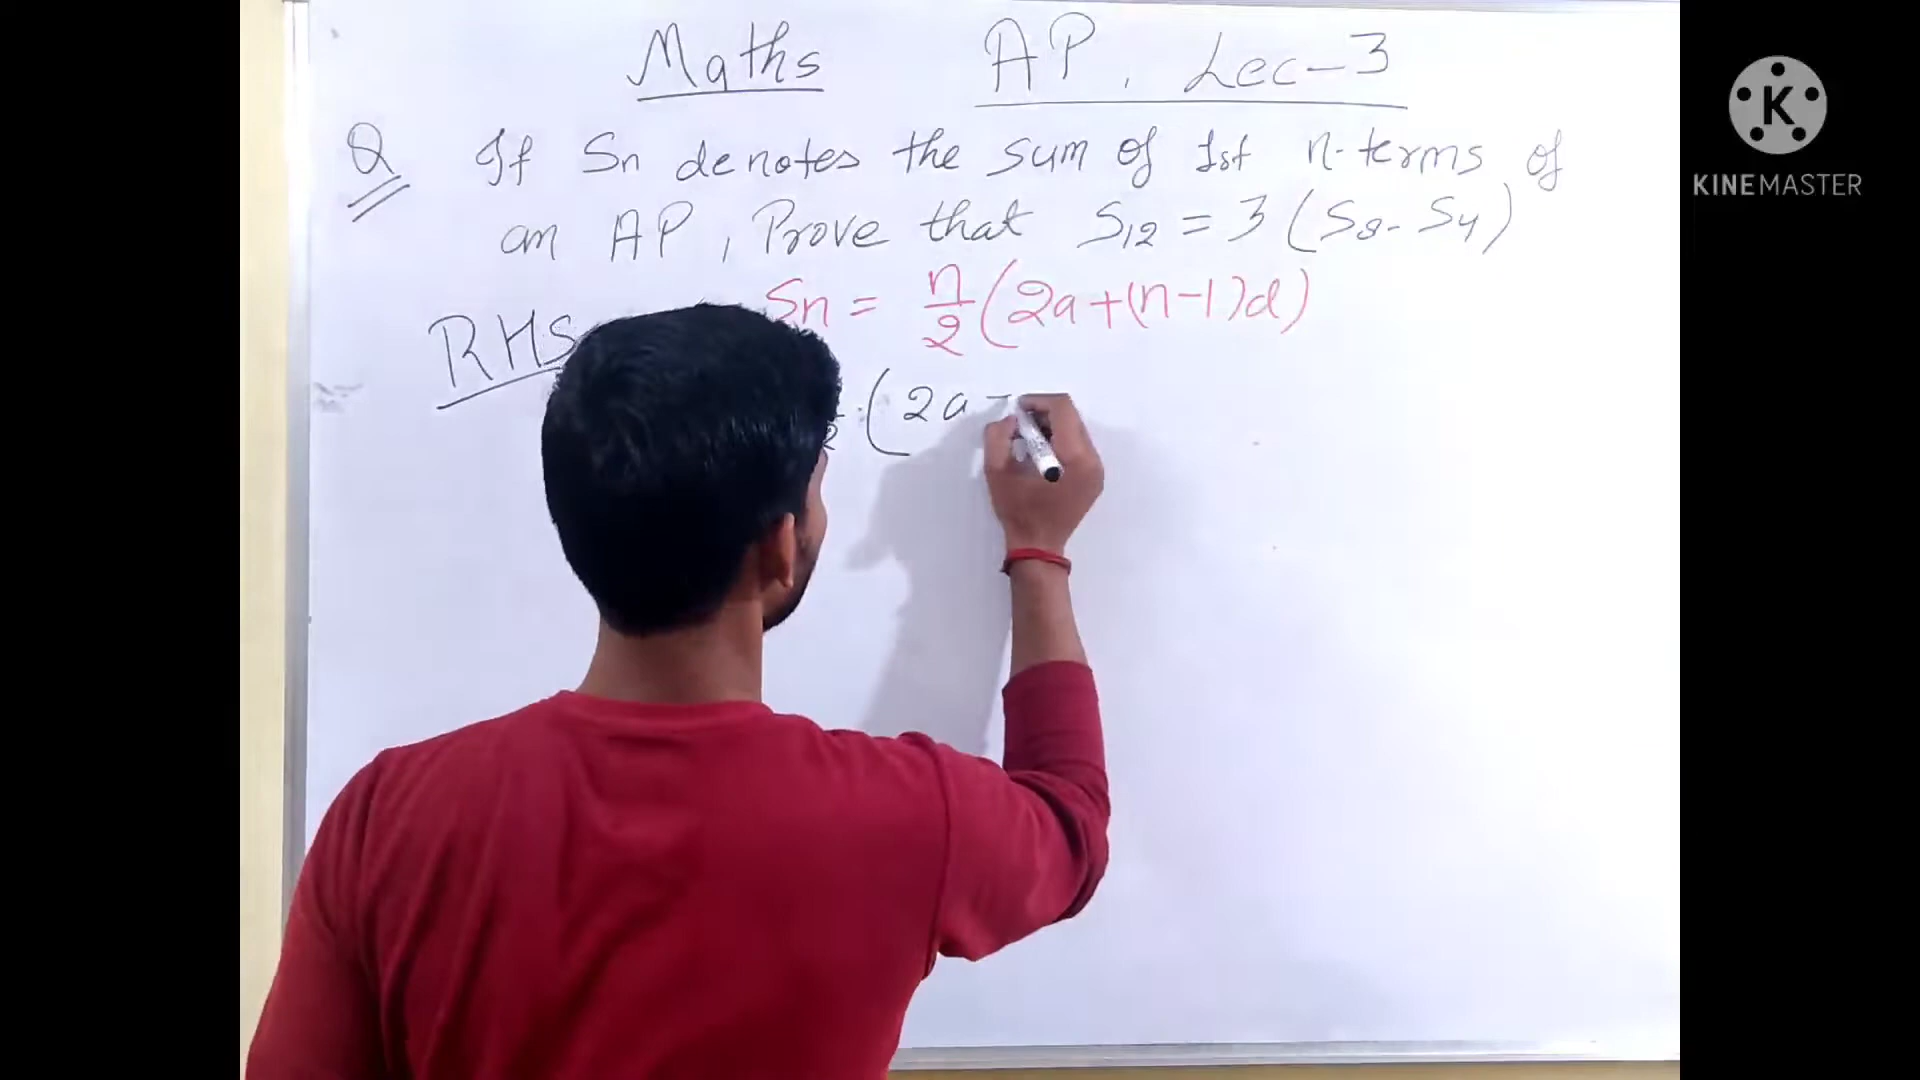 Maths AP, Lec-3
Q If Sn denotes the sum of 1st n-terms of
an AP, Prove that S12 = 3 (S8 - S4)
Sn = n/2 (2a+(n-1)d)
RHS
2 (2a
K
KINEMASTER